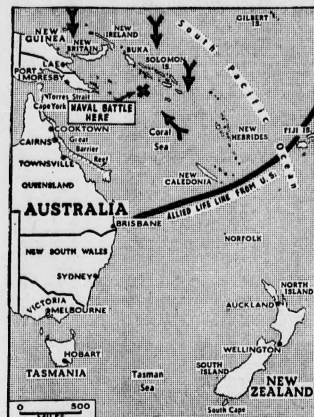 GILBERT
IS.
NEW
GUINEA
NEW
IRELAND
NEW
BRITAIN
BUKA
SOLOMON
IS.
South Pacific Ocean
LAE
PORT
MORESBY
Torres Strait
Cape York
NAVAL BATTLE
HERE
COOKTOWN
CAIRNS
Great
Barrier
Reef
Coral
Sea
TOWNSVILLE
NEW
HEBRIDES
FIJI IS.
QUEENSLAND
NEW
CALEDONIA
ALLIED LIFE LINE FROM U.S.
AUSTRALIA
BRISBANE
NORFOLK
NEW SOUTH WALES
SYDNEY
NORTH
ISLAND
AUCKLAND
VICTORIA
MELBOURNE
WELLINGTON
HOBART
TASMANIA
Tasman
Sea
SOUTH
ISLAND
NEW
ZEALAND
South Cape
0 500